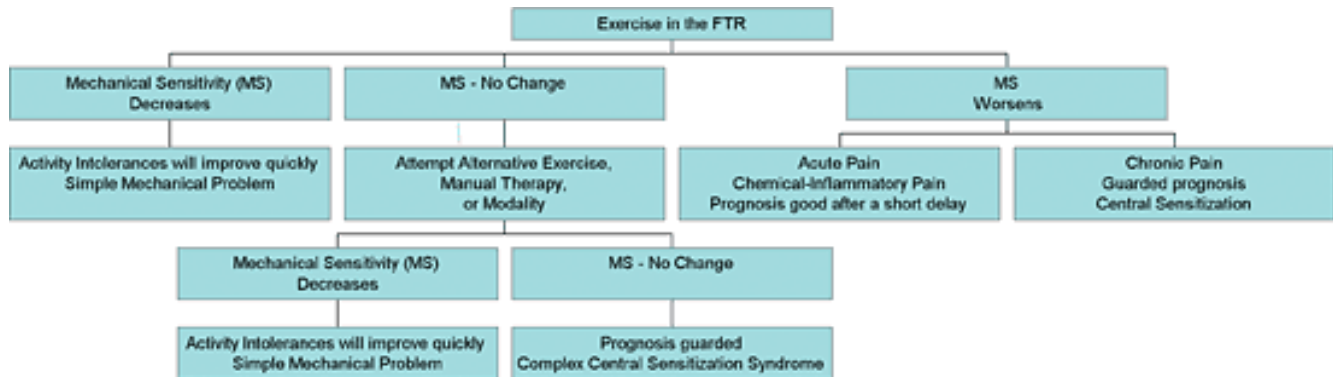 Exercise in the FTR
Mechanical Sensitivity (MS)
Decreases
MS - No Change
MS
Worsens
Activity Intolerances will improve quickly
Simple Mechanical Problem
Attempt Alternative Exercise,
Manual Therapy,
or Modality
Acute Pain
Chemical-Inflammatory Pain
Prognosis good after a short delay
Chronic Pain
Guarded prognosis
Central Sensitization
Mechanical Sensitivity (MS)
Decreases
MS - No Change
Activity Intolerances will improve quickly
Simple Mechanical Problem
Prognosis guarded
Complex Central Sensitization Syndrome